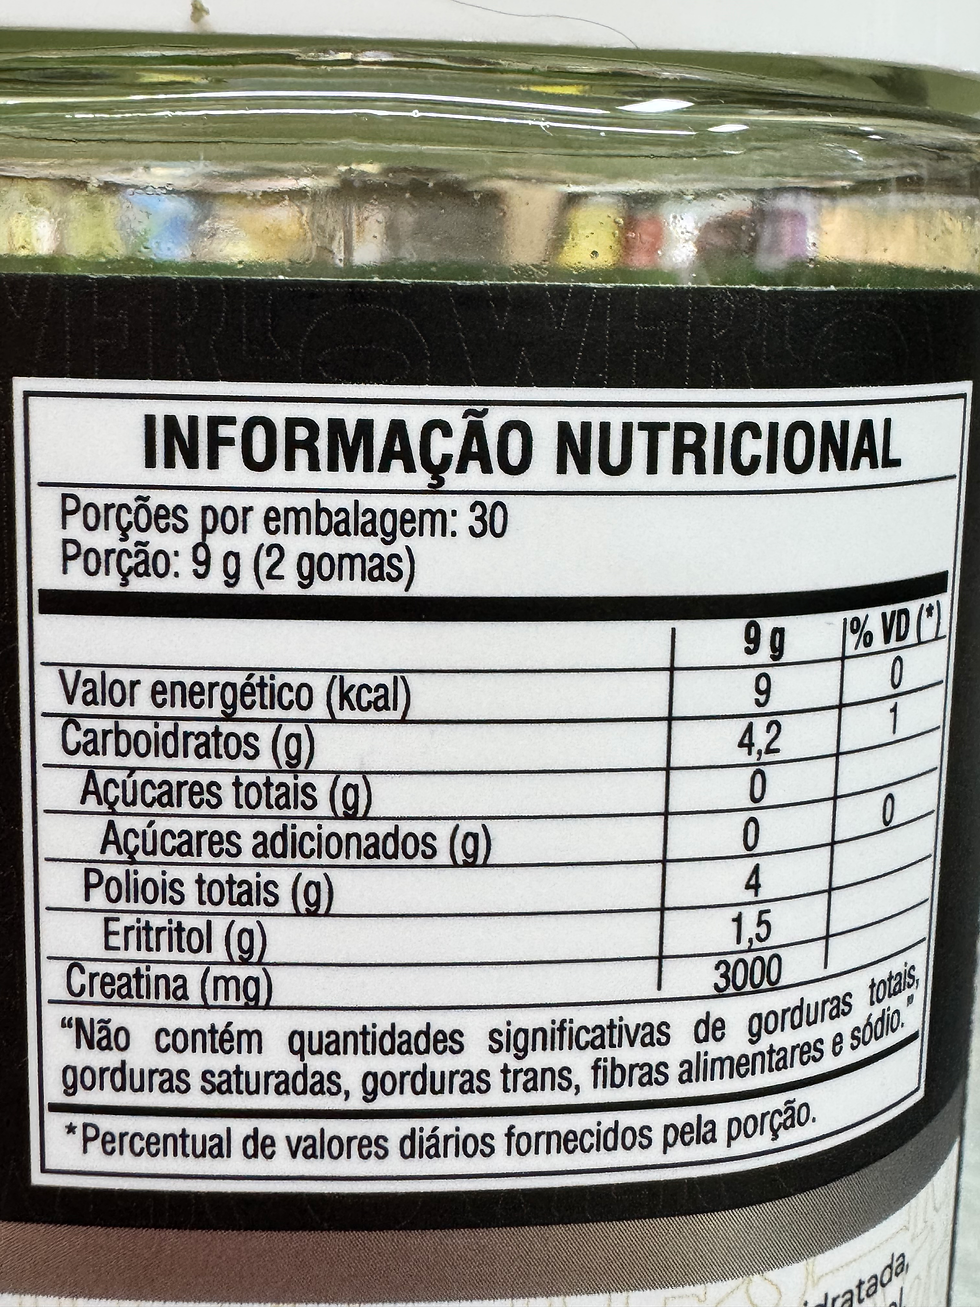 INFORMAÇÃO NUTRICIONAL
Porções por embalagem: 30
Porção: 9 g (2 gomas)
9 g % VD (*)
Valor energético (kcal) 9 0
Carboidratos (g) 4,2 1
Açúcares totais (g) 0
Açúcares adicionados (g) 0 0
Poliois totais (g) 4
Eritritol (g) 1,5
Creatina (mg) 3000
“Não contém quantidades significativas de gorduras totais,
gorduras saturadas, gorduras trans, fibras alimentares e sódio.”
*Percentual de valores diários fornecidos pela porção.